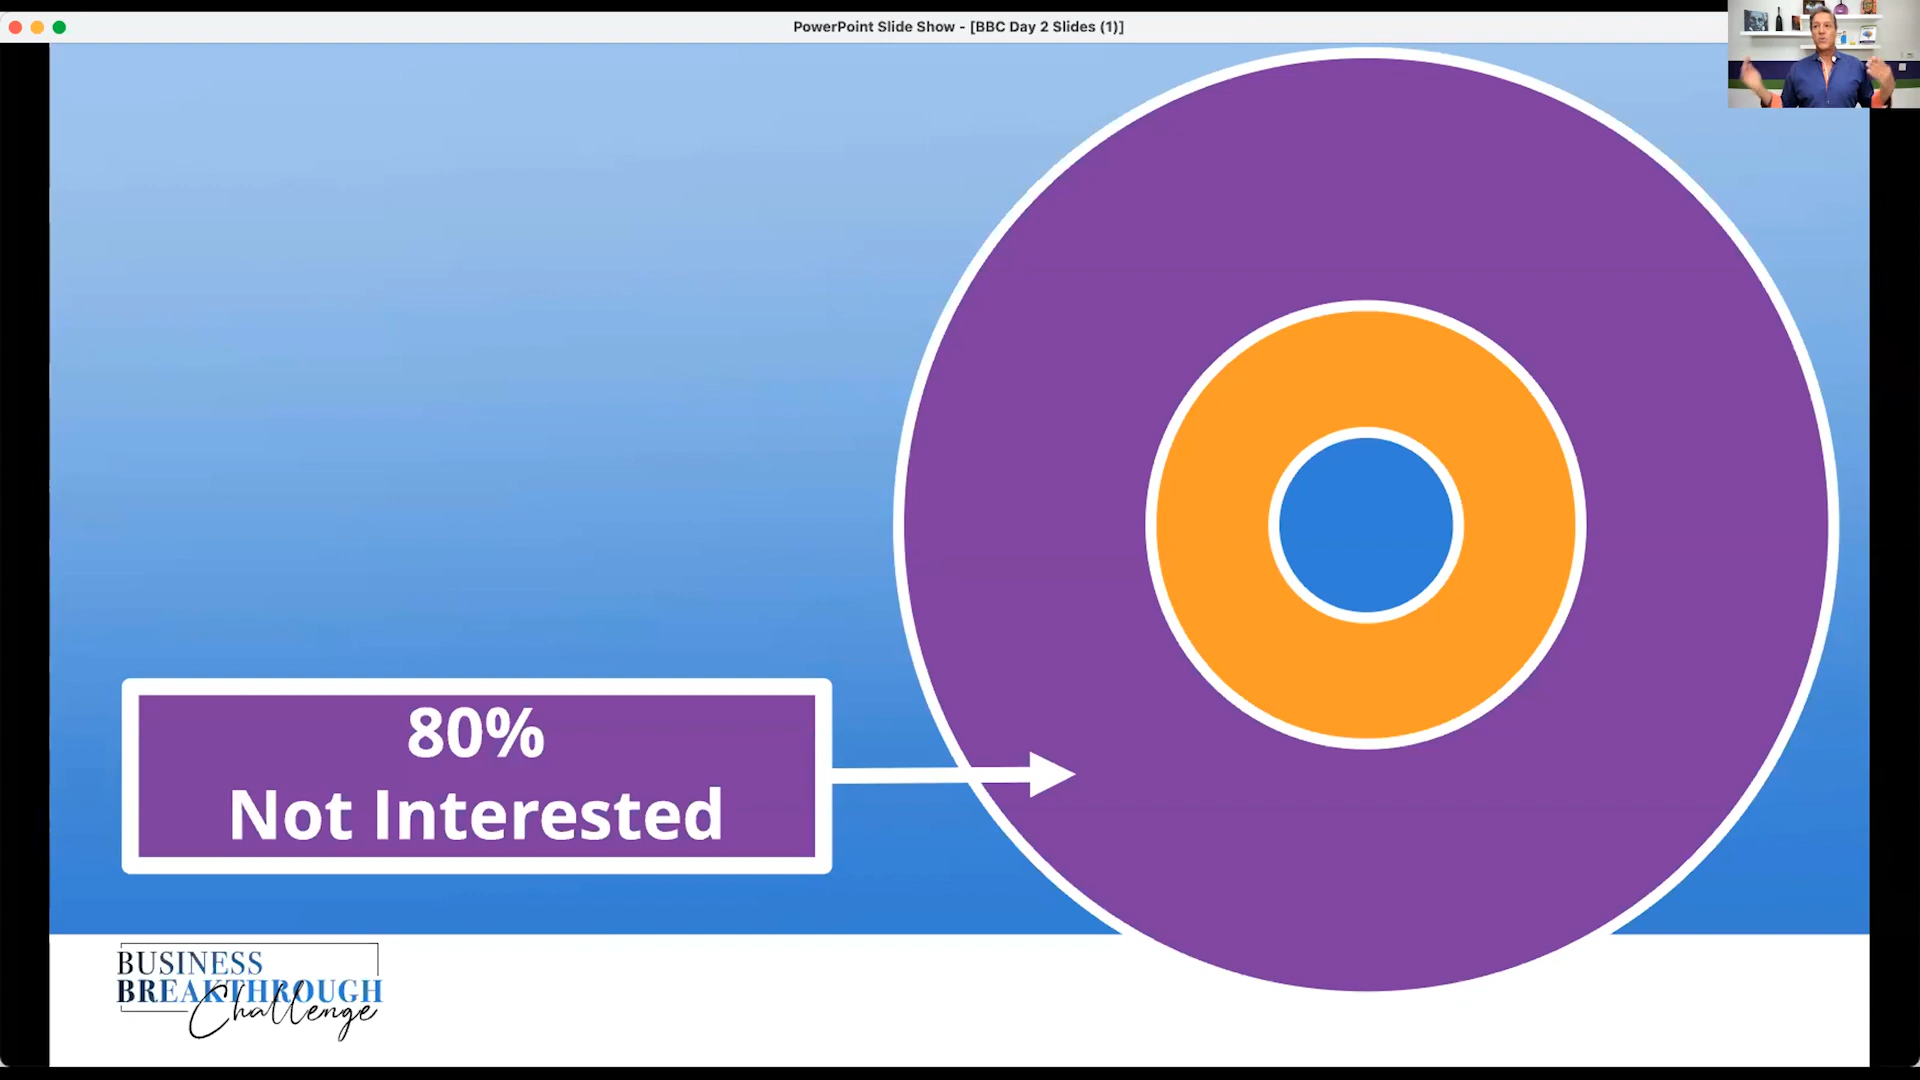 PowerPoint Slide Show - [BBC Day 2 Slides (1)]
80%
Not Interested
BUSINESS
BREAKTHROUGH
Challenge